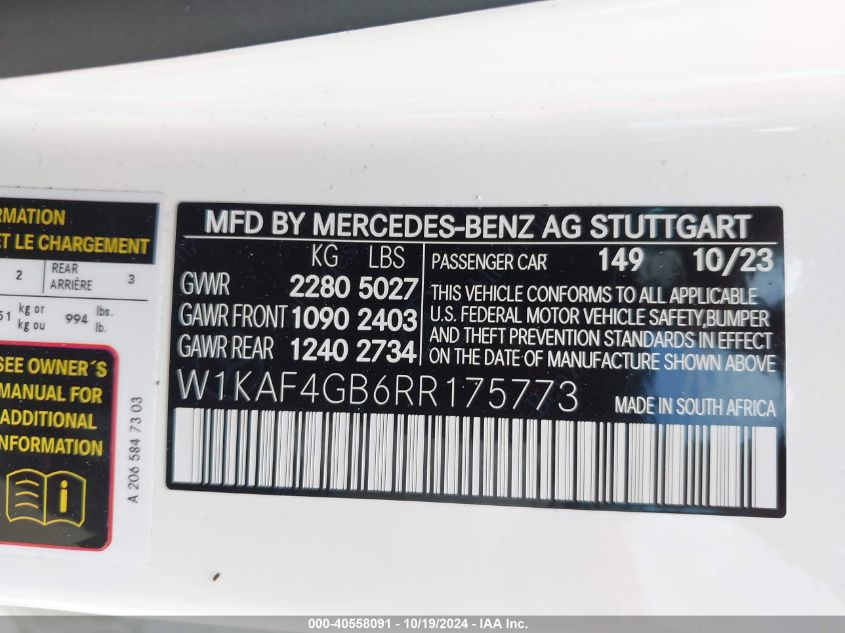 RMATION
ET LE CHARGEMENT
2 REAR ARRIÈRE 3
51 kg or kg ou 994 lbs. lb.
SEE OWNER´S
MANUAL FOR
ADDITIONAL
INFORMATION
A 206 584 73 03
MFD BY MERCEDES-BENZ AG STUTTGART
KG LBS
GWWR 2280 5027
GAWR FRONT 1090 2403
GAWR REAR 1240 2734
PASSENGER CAR 149 10/23
THIS VEHICLE CONFORMS TO ALL APPLICABLE
U.S. FEDERAL MOTOR VEHICLE SAFETY,BUMPER
AND THEFT PREVENTION STANDARDS IN EFFECT
ON THE DATE OF MANUFACTURE SHOWN ABOVE
W1KAF4GB6RR175773
MADE IN SOUTH AFRICA
000-40558091 - 10/19/2024 - IAA Inc.